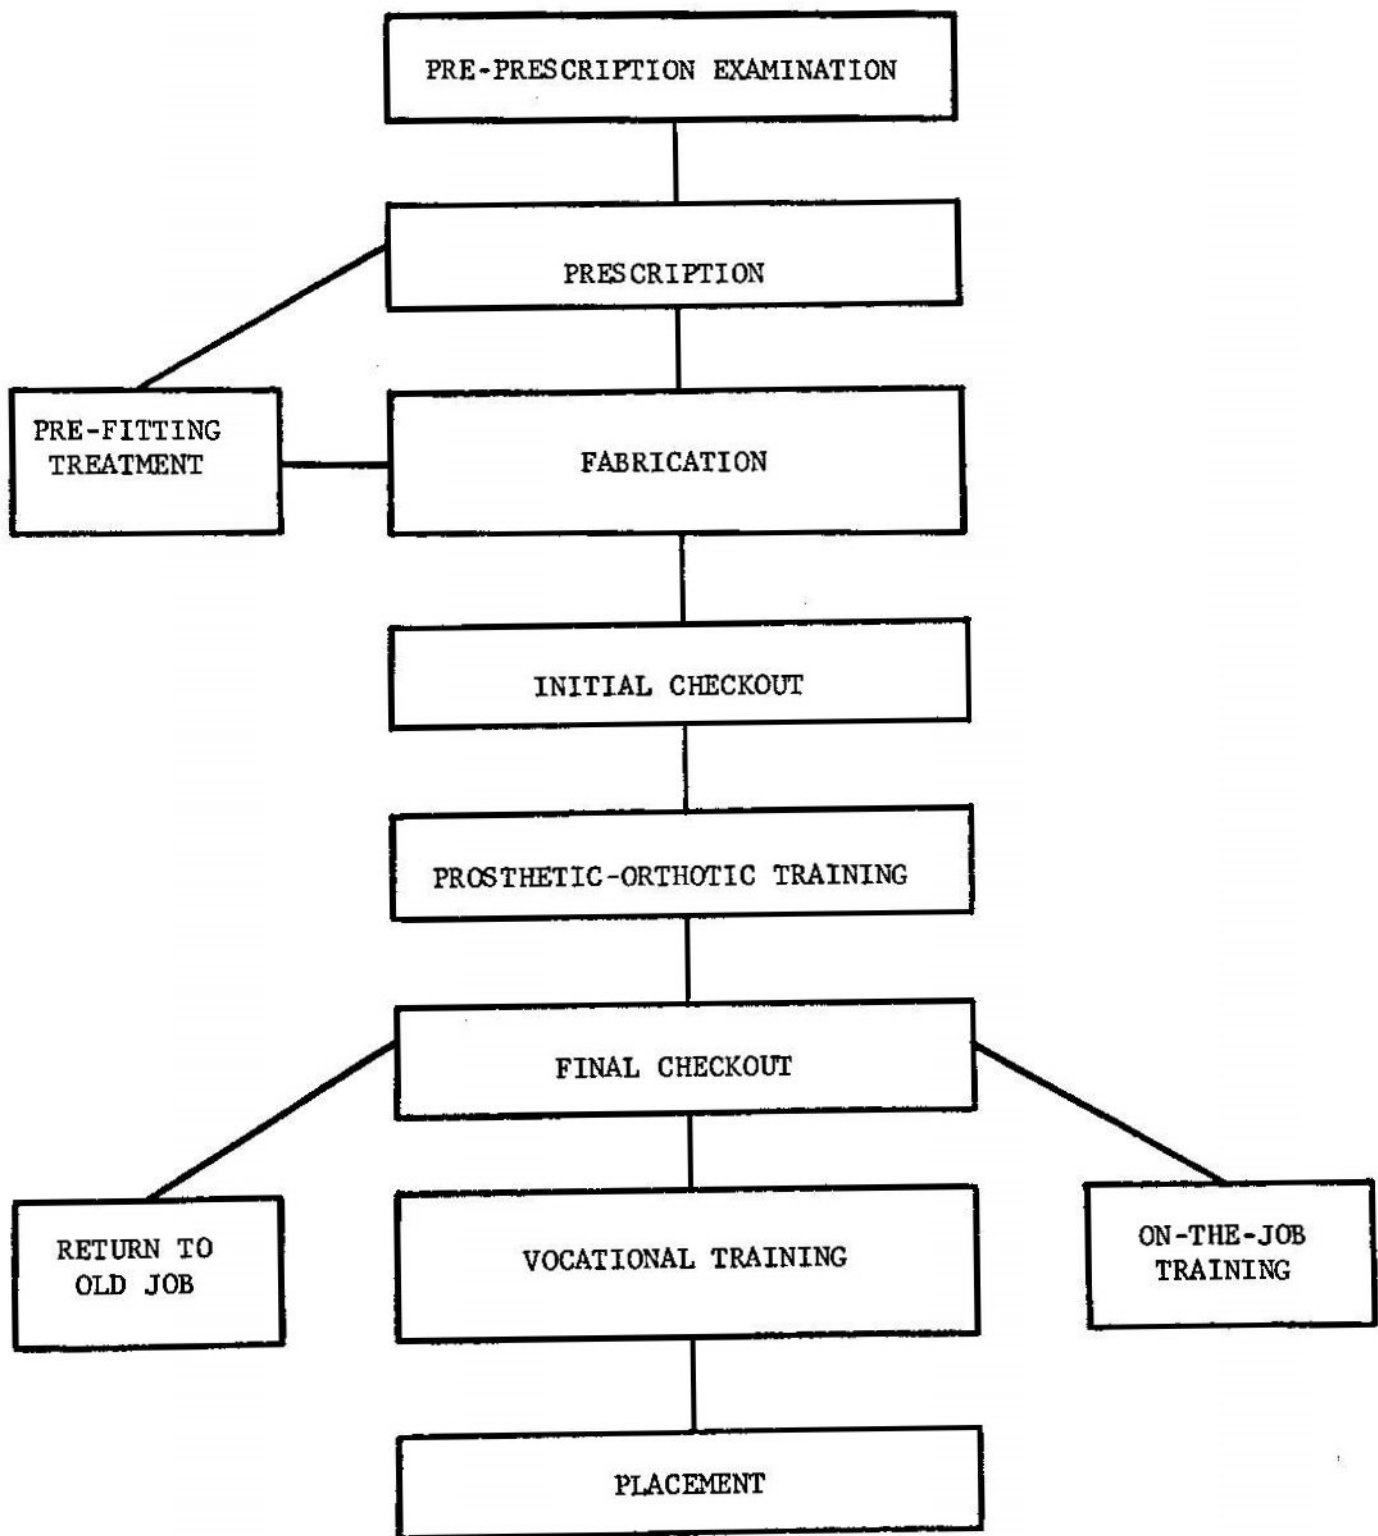 PRE-PRESCRIPTION EXAMINATION
PRESCRIPTION
PRE-FITTING
TREATMENT
FABRICATION
INITIAL CHECKOUT
PROSTHETIC-ORTHOTIC TRAINING
FINAL CHECKOUT
RETURN TO
OLD JOB
VOCATIONAL TRAINING
ON-THE-JOB
TRAINING
PLACEMENT